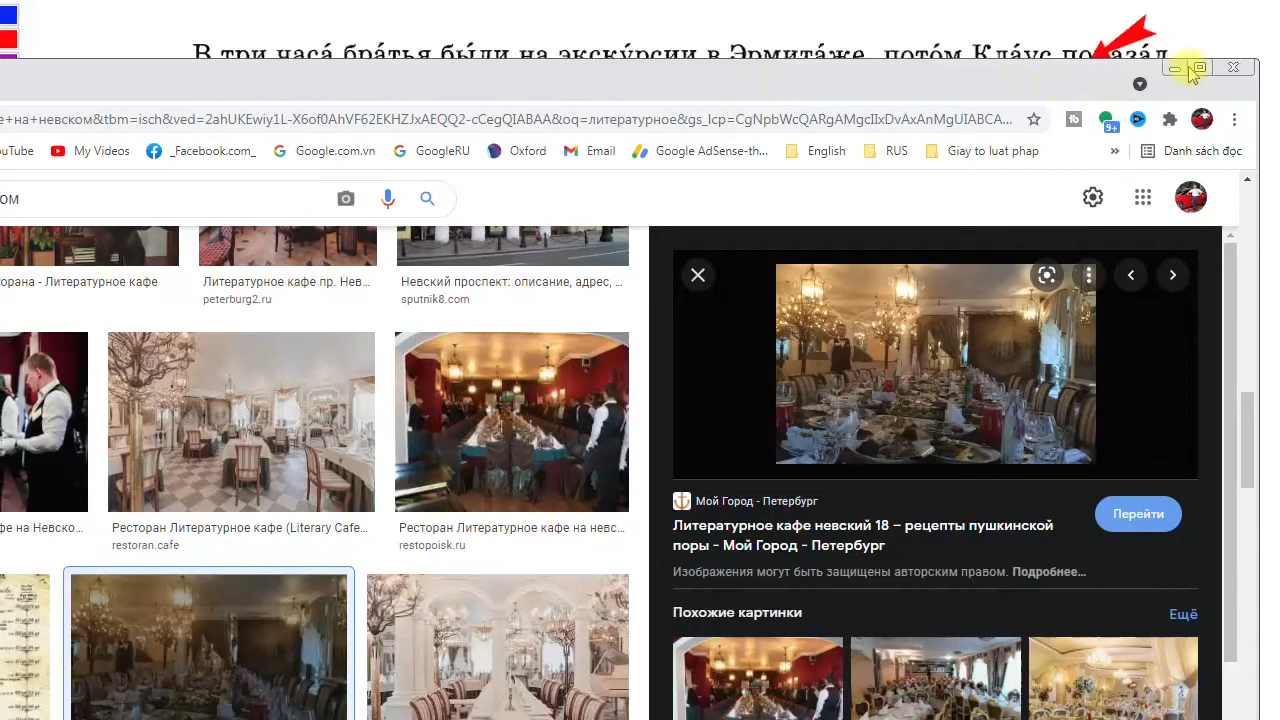 В три часа́ бра́тья бы́ли на экску́рсии в Эрмита́же, пото́м Кла́ус показа́л
е+на+невском&tbm=isch&ved=2ahUKEwiy1L-X6of0AhVF62EKHZJxAEQQ2-cCegQIABAA&oq=литературное&gs_lcp=CgNpbWcQARgAMgcIIxDvAxAnMgUIABCA...
9+
ouTube My Videos _Facebook.com_ Google.com.vn GoogleRU Oxford Email Google AdSense-th... English RUS Giay to luat phap » Danh sách đọc
ом
орана - Литературное кафе
Литературное кафе пр. Нев...
peterburg2.ru
Невский проспект: описание, адрес, ...
sputnik8.com
фе на Невско...
Ресторан Литературное кафе (Literary Cafe...
restoran.cafe
Ресторан Литературное кафе на невс...
restopoisk.ru
Мой Город - Петербург
Литературное кафе невский 18 – рецепты пушкинской
поры - Мой Город - Петербург
Перейти
Изображения могут быть защищены авторским правом. Подробнее...
Похожие картинки
Ещё